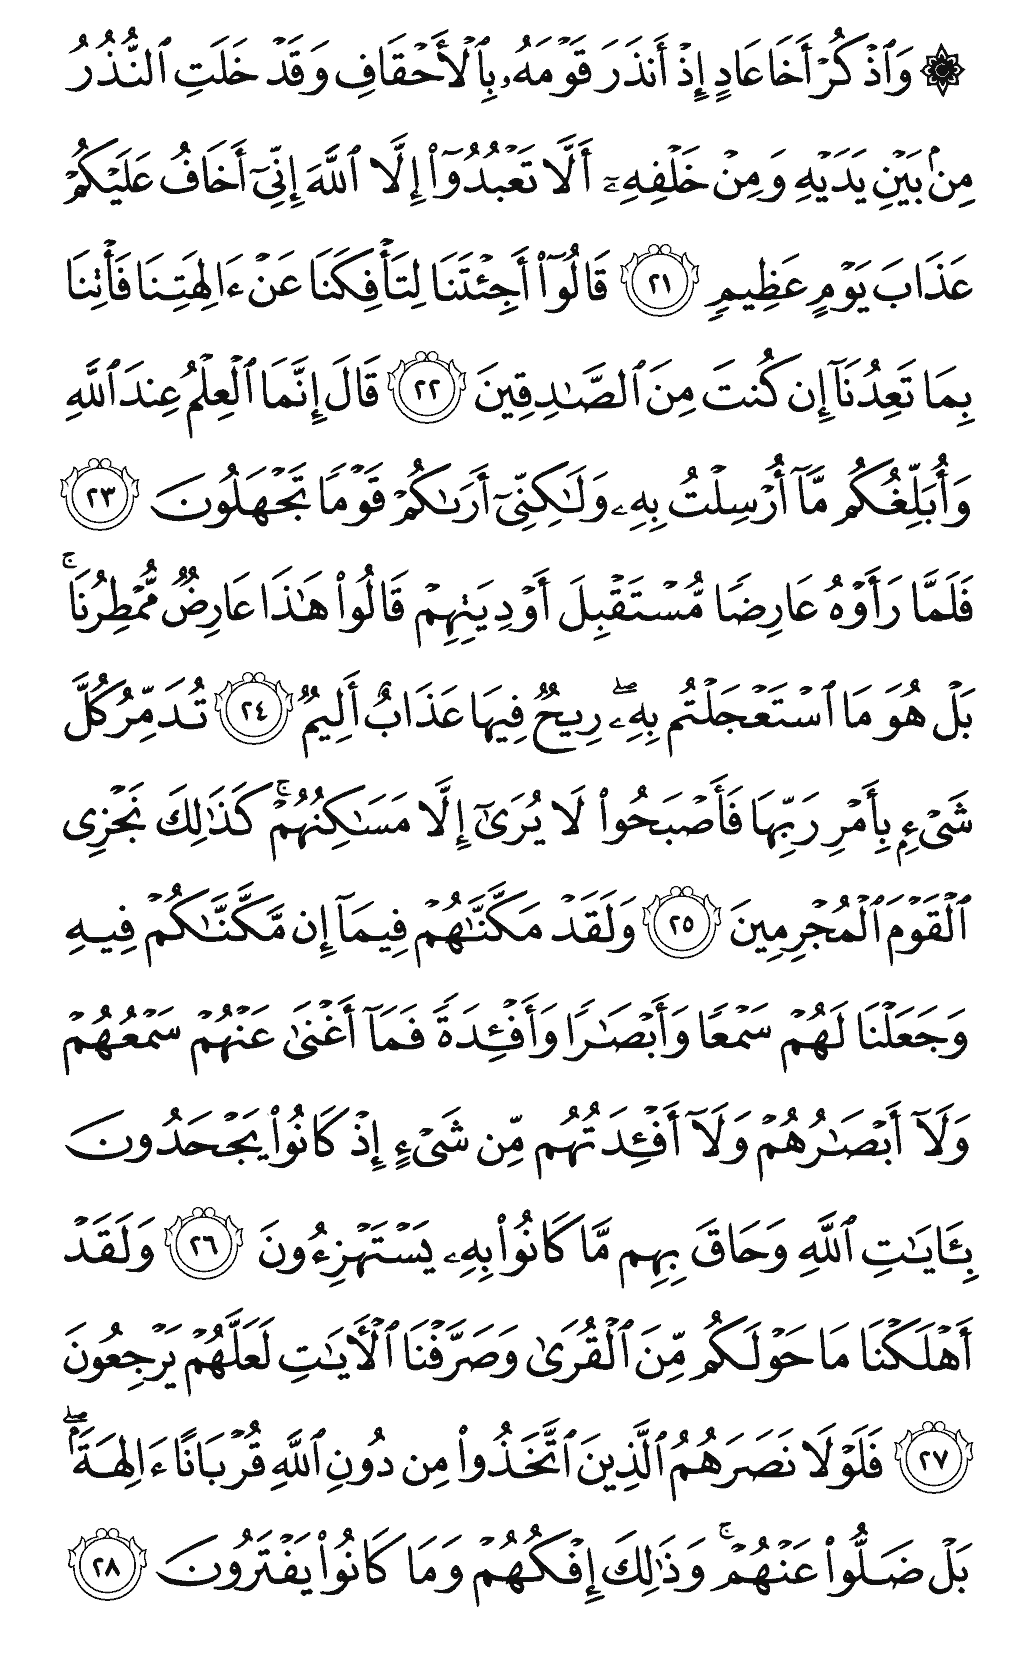 ۞ وَٱذْكُرْ أَخَا عَادٍ إِذْ أَنذَرَ قَوْمَهُۥ بِٱلْأَحْقَافِ وَقَدْ خَلَتِ ٱلنُّذُرُ
مِنۢ بَيْنِ يَدَيْهِ وَمِنْ خَلْفِهِۦٓ أَلَّا تَعْبُدُوٓا۟ إِلَّا ٱللَّهَ إِنِّىٓ أَخَافُ عَلَيْكُمْ
عَذَابَ يَوْمٍ عَظِيمٍ ٢١ قَالُوٓا۟ أَجِئْتَنَا لِتَأْفِكَنَا عَنْ ءَالِهَتِنَا فَأْتِنَا
بِمَا تَعِدُنَآ إِن كُنتَ مِنَ ٱلصَّـٰدِقِينَ ٢٢ قَالَ إِنَّمَا ٱلْعِلْمُ عِندَ ٱللَّهِ
وَأُبَلِّغُكُم مَّآ أُرْسِلْتُ بِهِۦ وَلَـٰكِنِّىٓ أَرَىٰكُمْ قَوْمًا تَجْهَلُونَ ٢٣
فَلَمَّا رَأَوْهُ عَارِضًا مُّسْتَقْبِلَ أَوْدِيَتِهِمْ قَالُوا۟ هَـٰذَا عَارِضٌ مُّمْطِرُنَا ۚ
بَلْ هُوَ مَا ٱسْتَعْجَلْتُم بِهِۦ ۖ رِيحٌ فِيهَا عَذَابٌ أَلِيمٌ ٢٤ تُدَمِّرُ كُلَّ
شَىْءٍۭ بِأَمْرِ رَبِّهَا فَأَصْبَحُوا۟ لَا يُرَىٰٓ إِلَّا مَسَـٰكِنُهُمْ ۚ كَذَٰلِكَ نَجْزِى
ٱلْقَوْمَ ٱلْمُجْرِمِينَ ٢٥ وَلَقَدْ مَكَّنَّـٰهُمْ فِيمَآ إِن مَّكَّنَّـٰكُمْ فِيهِ
وَجَعَلْنَا لَهُمْ سَمْعًا وَأَبْصَـٰرًا وَأَفْـِٔدَةً فَمَآ أَغْنَىٰ عَنْهُمْ سَمْعُهُمْ
وَلَآ أَبْصَـٰرُهُمْ وَلَآ أَفْـِٔدَتُهُم مِّن شَىْءٍ إِذْ كَانُوا۟ يَجْحَدُونَ
بِـَٔايَـٰتِ ٱللَّهِ وَحَاقَ بِهِم مَّا كَانُوا۟ بِهِۦ يَسْتَهْزِءُونَ ٢٦ وَلَقَدْ
أَهْلَكْنَا مَا حَوْلَكُم مِّنَ ٱلْقُرَىٰ وَصَرَّفْنَا ٱلْـَٔايَـٰتِ لَعَلَّهُمْ يَرْجِعُونَ
٢٧ فَلَوْلَا نَصَرَهُمُ ٱلَّذِينَ ٱتَّخَذُوا۟ مِن دُونِ ٱللَّهِ قُرْبَانًا ءَالِهَةًۢ ۖ
بَلْ ضَلُّوا۟ عَنْهُمْ ۚ وَذَٰلِكَ إِفْكُهُمْ وَمَا كَانُوا۟ يَفْتَرُونَ ٢٨